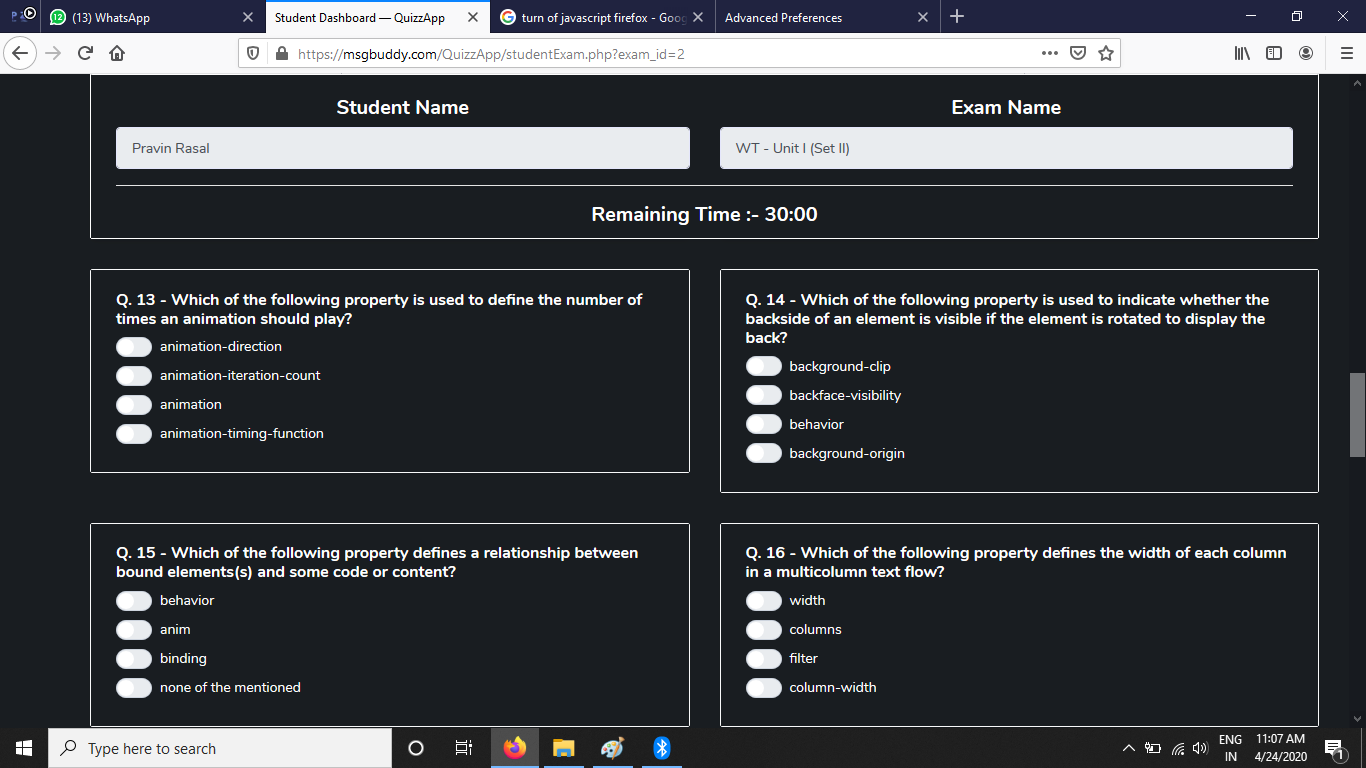 (13) WhatsApp
Student Dashboard — QuizzApp
turn of javascript firefox - Goog
Advanced Preferences
https://msgbuddy.com/QuizzApp/studentExam.php?exam_id=2
Student Name
Exam Name
Pravin Rasal
WT - Unit I (Set II)
Remaining Time :- 30:00
Q. 13 - Which of the following property is used to define the number of
times an animation should play?
animation-direction
animation-iteration-count
animation
animation-timing-function
Q. 14 - Which of the following property is used to indicate whether the
backside of an element is visible if the element is rotated to display the
back?
background-clip
backface-visibility
behavior
background-origin
Q. 15 - Which of the following property defines a relationship between
bound elements(s) and some code or content?
behavior
anim
binding
none of the mentioned
Q. 16 - Which of the following property defines the width of each column
in a multicolumn text flow?
width
columns
filter
column-width
Type here to search
ENG
IN
11:07 AM
4/24/2020
1